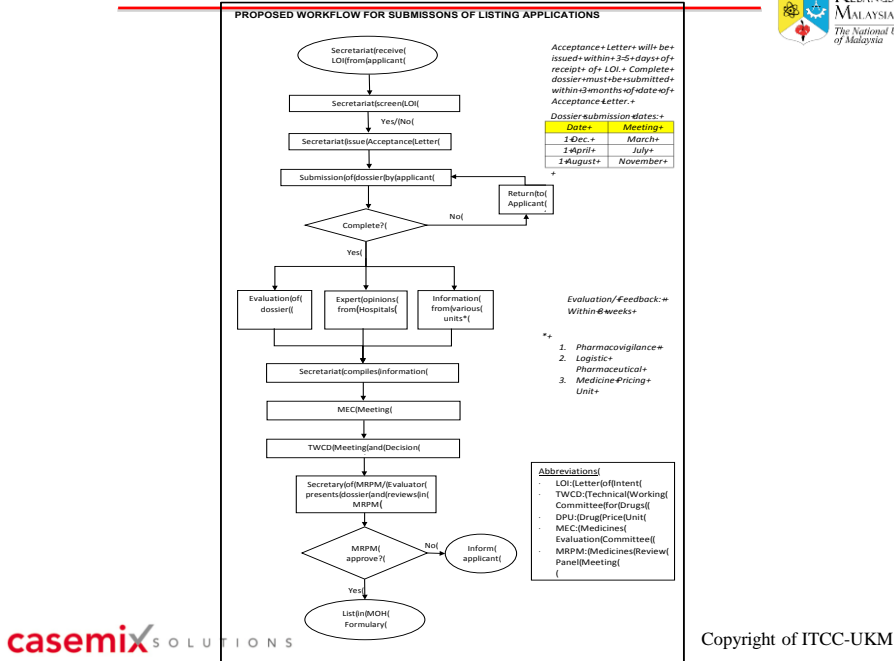 PROPOSED WORKFLOW FOR SUBMISSONS OF LISTING APPLICATIONS
MALAYSIA
The National U
of Malaysia
Secretariat(receive(
LOI(from(applicant(
Secretariat(screen(LOI(
Yes/(No(
Secretariat(issue(Acceptance(Letter(
Submission(of(dossier(by(applicant(
Return(to(
Applicant(
Complete?(
No(
Yes(
Evaluation(of(
dossier((
Expert(opinions(
from(Hospitals(
Information(
from(various(
units*(
Secretariat(compiles(information(
MEC(Meeting(
TWCD(Meeting(and(Decision(
Secretary(of(MRPM/(Evaluator(
presents(dossier(and(reviews(in(
MRPM(
MRPM(
approve?(
No(
Inform(
applicant(
Yes(
List(in(MOH(
Formulary(
Acceptance+ Letter+ will+ be+
issued+ within+ 3=5+ days+ of+
receipt+ of+ LOI.+ Complete+
dossier+must+be+submitted+
within+3+months+of+date+of+
Acceptance+Letter.+
Dossier+submission+dates:+
Date+ Meeting+
1+Dec.+ March+
1+April+ July+
1+August+ November+
+
Evaluation/+Feedback:++
Within+8+weeks+
*+
1. Pharmacovigilance++
2. Logistic+
Pharmaceutical+
3. Medicine+Pricing+
Unit+
Abbreviations(
· LOI:(Letter(of(Intent(
· TWCD:(Technical(Working(
Committee(for(Drugs((
· DPU:(Drug(Price(Unit(
· MEC:(Medicines(
Evaluation(Committee((
· MRPM:(Medicines(Review(
Panel(Meeting(
(
casemix SOLUTIONS
Copyright of ITCC-UKM